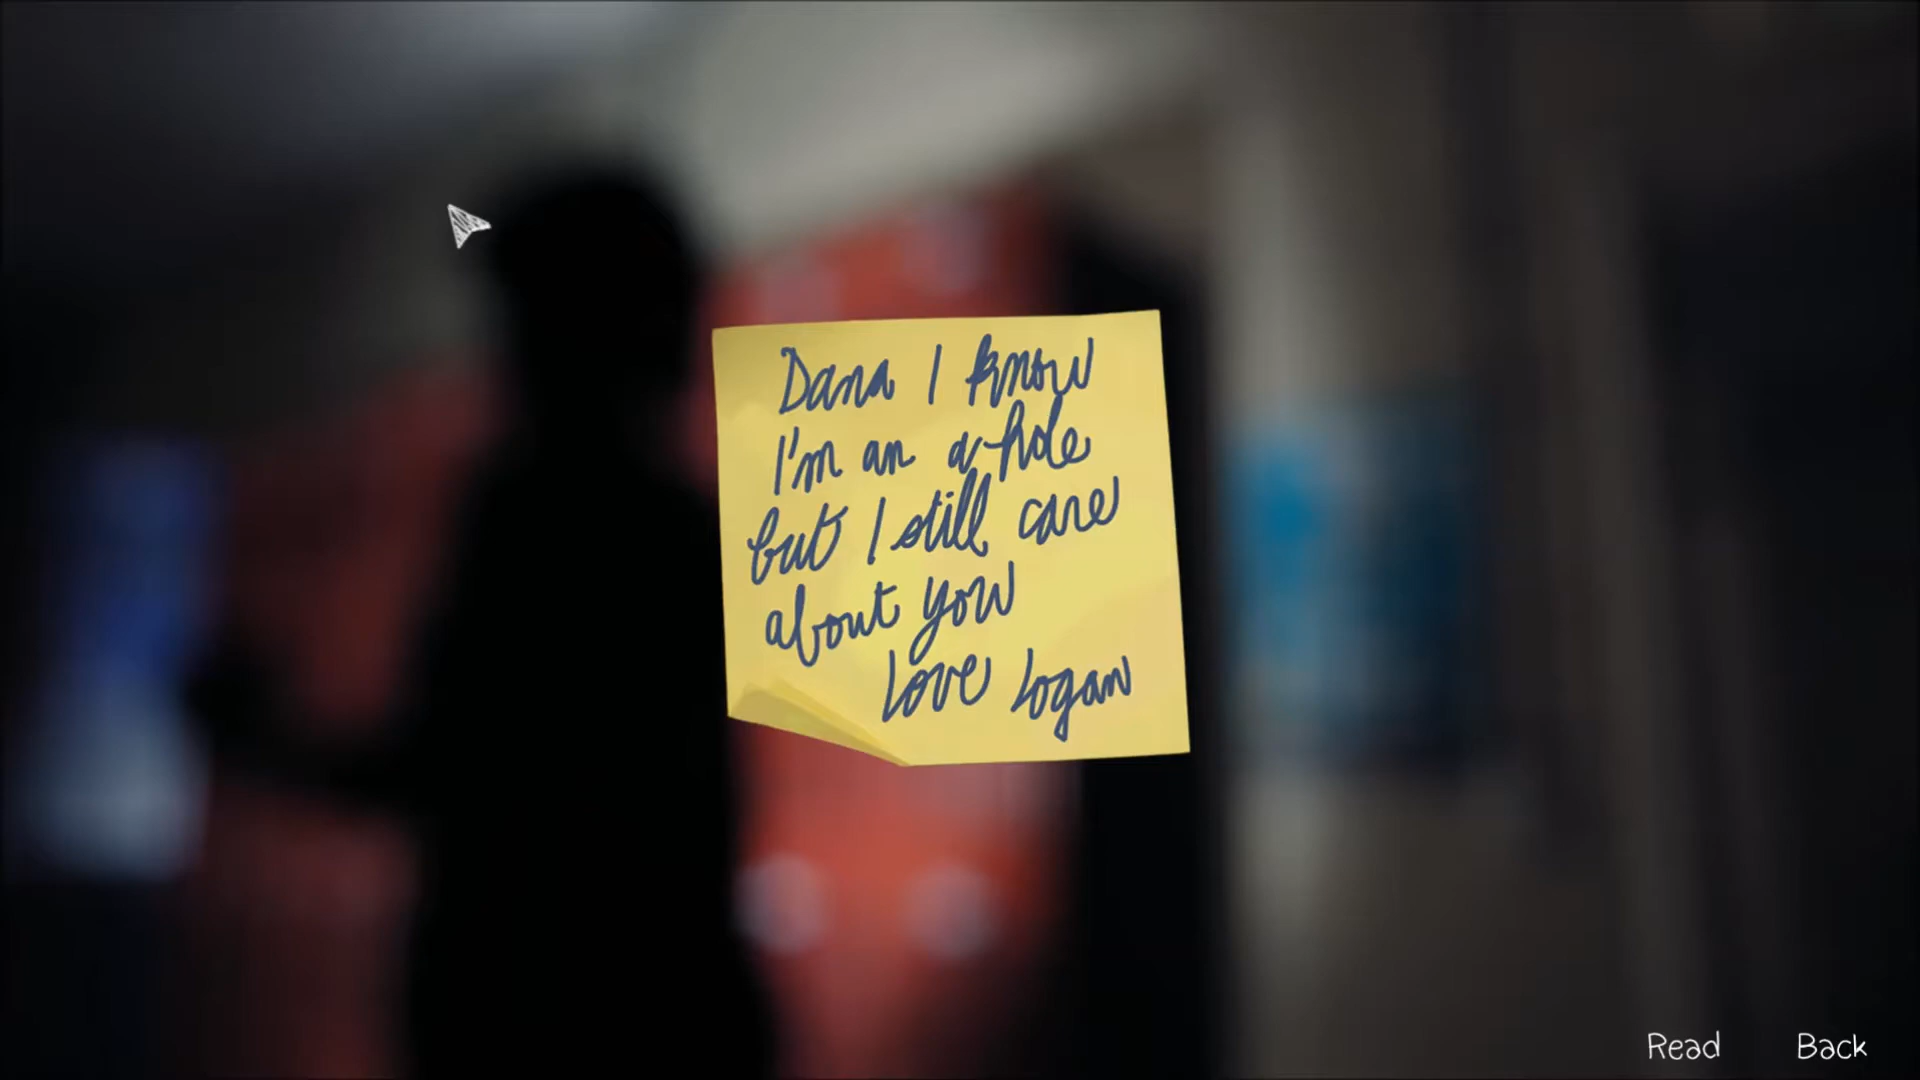 Dana I know
I'm an a-hole
but I still care
about you
Love Logan
Read Back